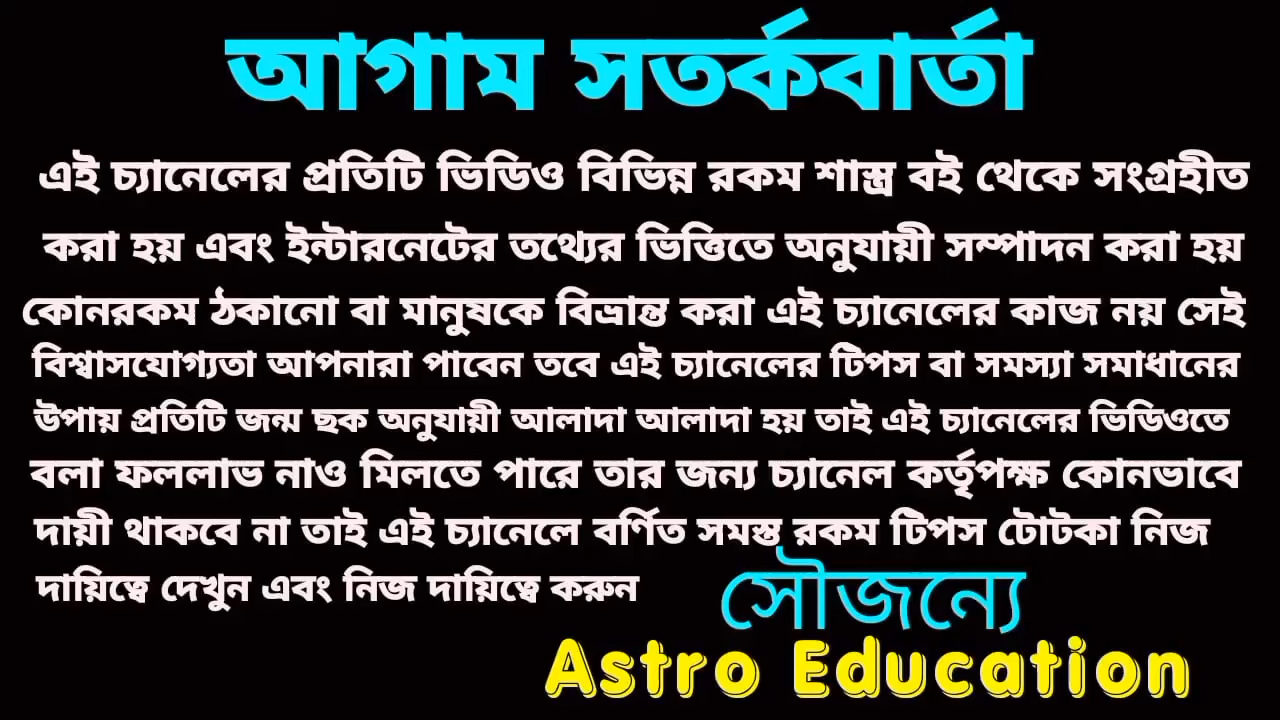 আগাম সতর্কবার্তা
এই চ্যানেলের প্রতিটি ভিডিও বিভিন্ন রকম শাস্ত্র বই থেকে সংগ্রহীত
করা হয় এবং ইন্টারনেটের তথ্যের ভিত্তিতে অনুযায়ী সম্পাদন করা হয়
কোনরকম ঠকানো বা মানুষকে বিভ্রান্ত করা এই চ্যানেলের কাজ নয় সেই
বিশ্বাসযোগ্যতা আপনারা পাবেন তবে এই চ্যানেলের টিপস বা সমস্যা সমাধানের
উপায় প্রতিটি জন্ম ছক অনুযায়ী আলাদা আলাদা হয় তাই এই চ্যানেলের ভিডিওতে
বলা ফললাভ নাও মিলতে পারে তার জন্য চ্যানেল কর্তৃপক্ষ কোনভাবে
দায়ী থাকবে না তাই এই চ্যানেলে বর্ণিত সমস্ত রকম টিপস টোটকা নিজ
দায়িত্বে দেখুন এবং নিজ দায়িত্বে করুন
সৌজন্যে
Astro Education